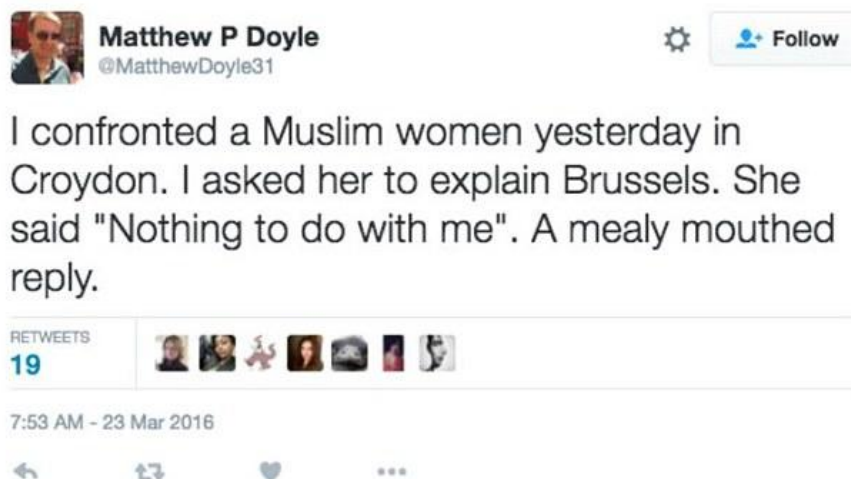 Matthew P Doyle
Follow
@MatthewDoyle31
I confronted a Muslim women yesterday in
Croydon. I asked her to explain Brussels. She
said "Nothing to do with me". A mealy mouthed
reply.
RETWEETS
19
7:53 AM - 23 Mar 2016